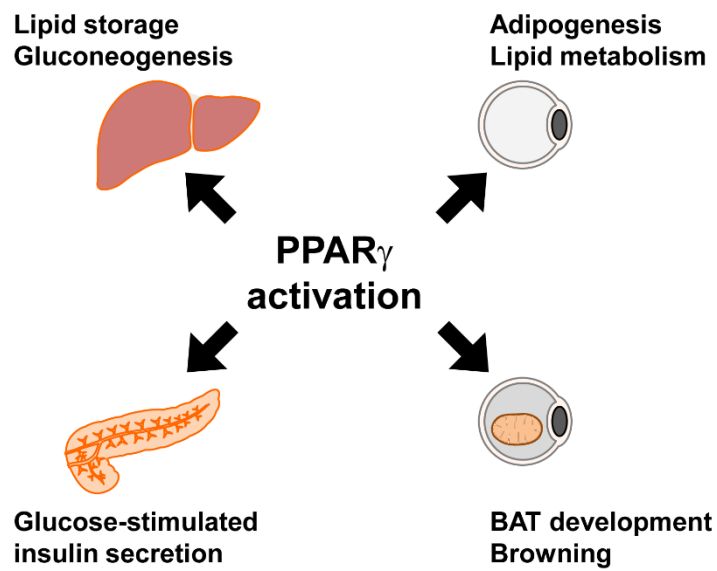 Lipid storage
Gluconeogenesis
Adipogenesis
Lipid metabolism
PPARγ
activation
Glucose-stimulated
insulin secretion
BAT development
Browning